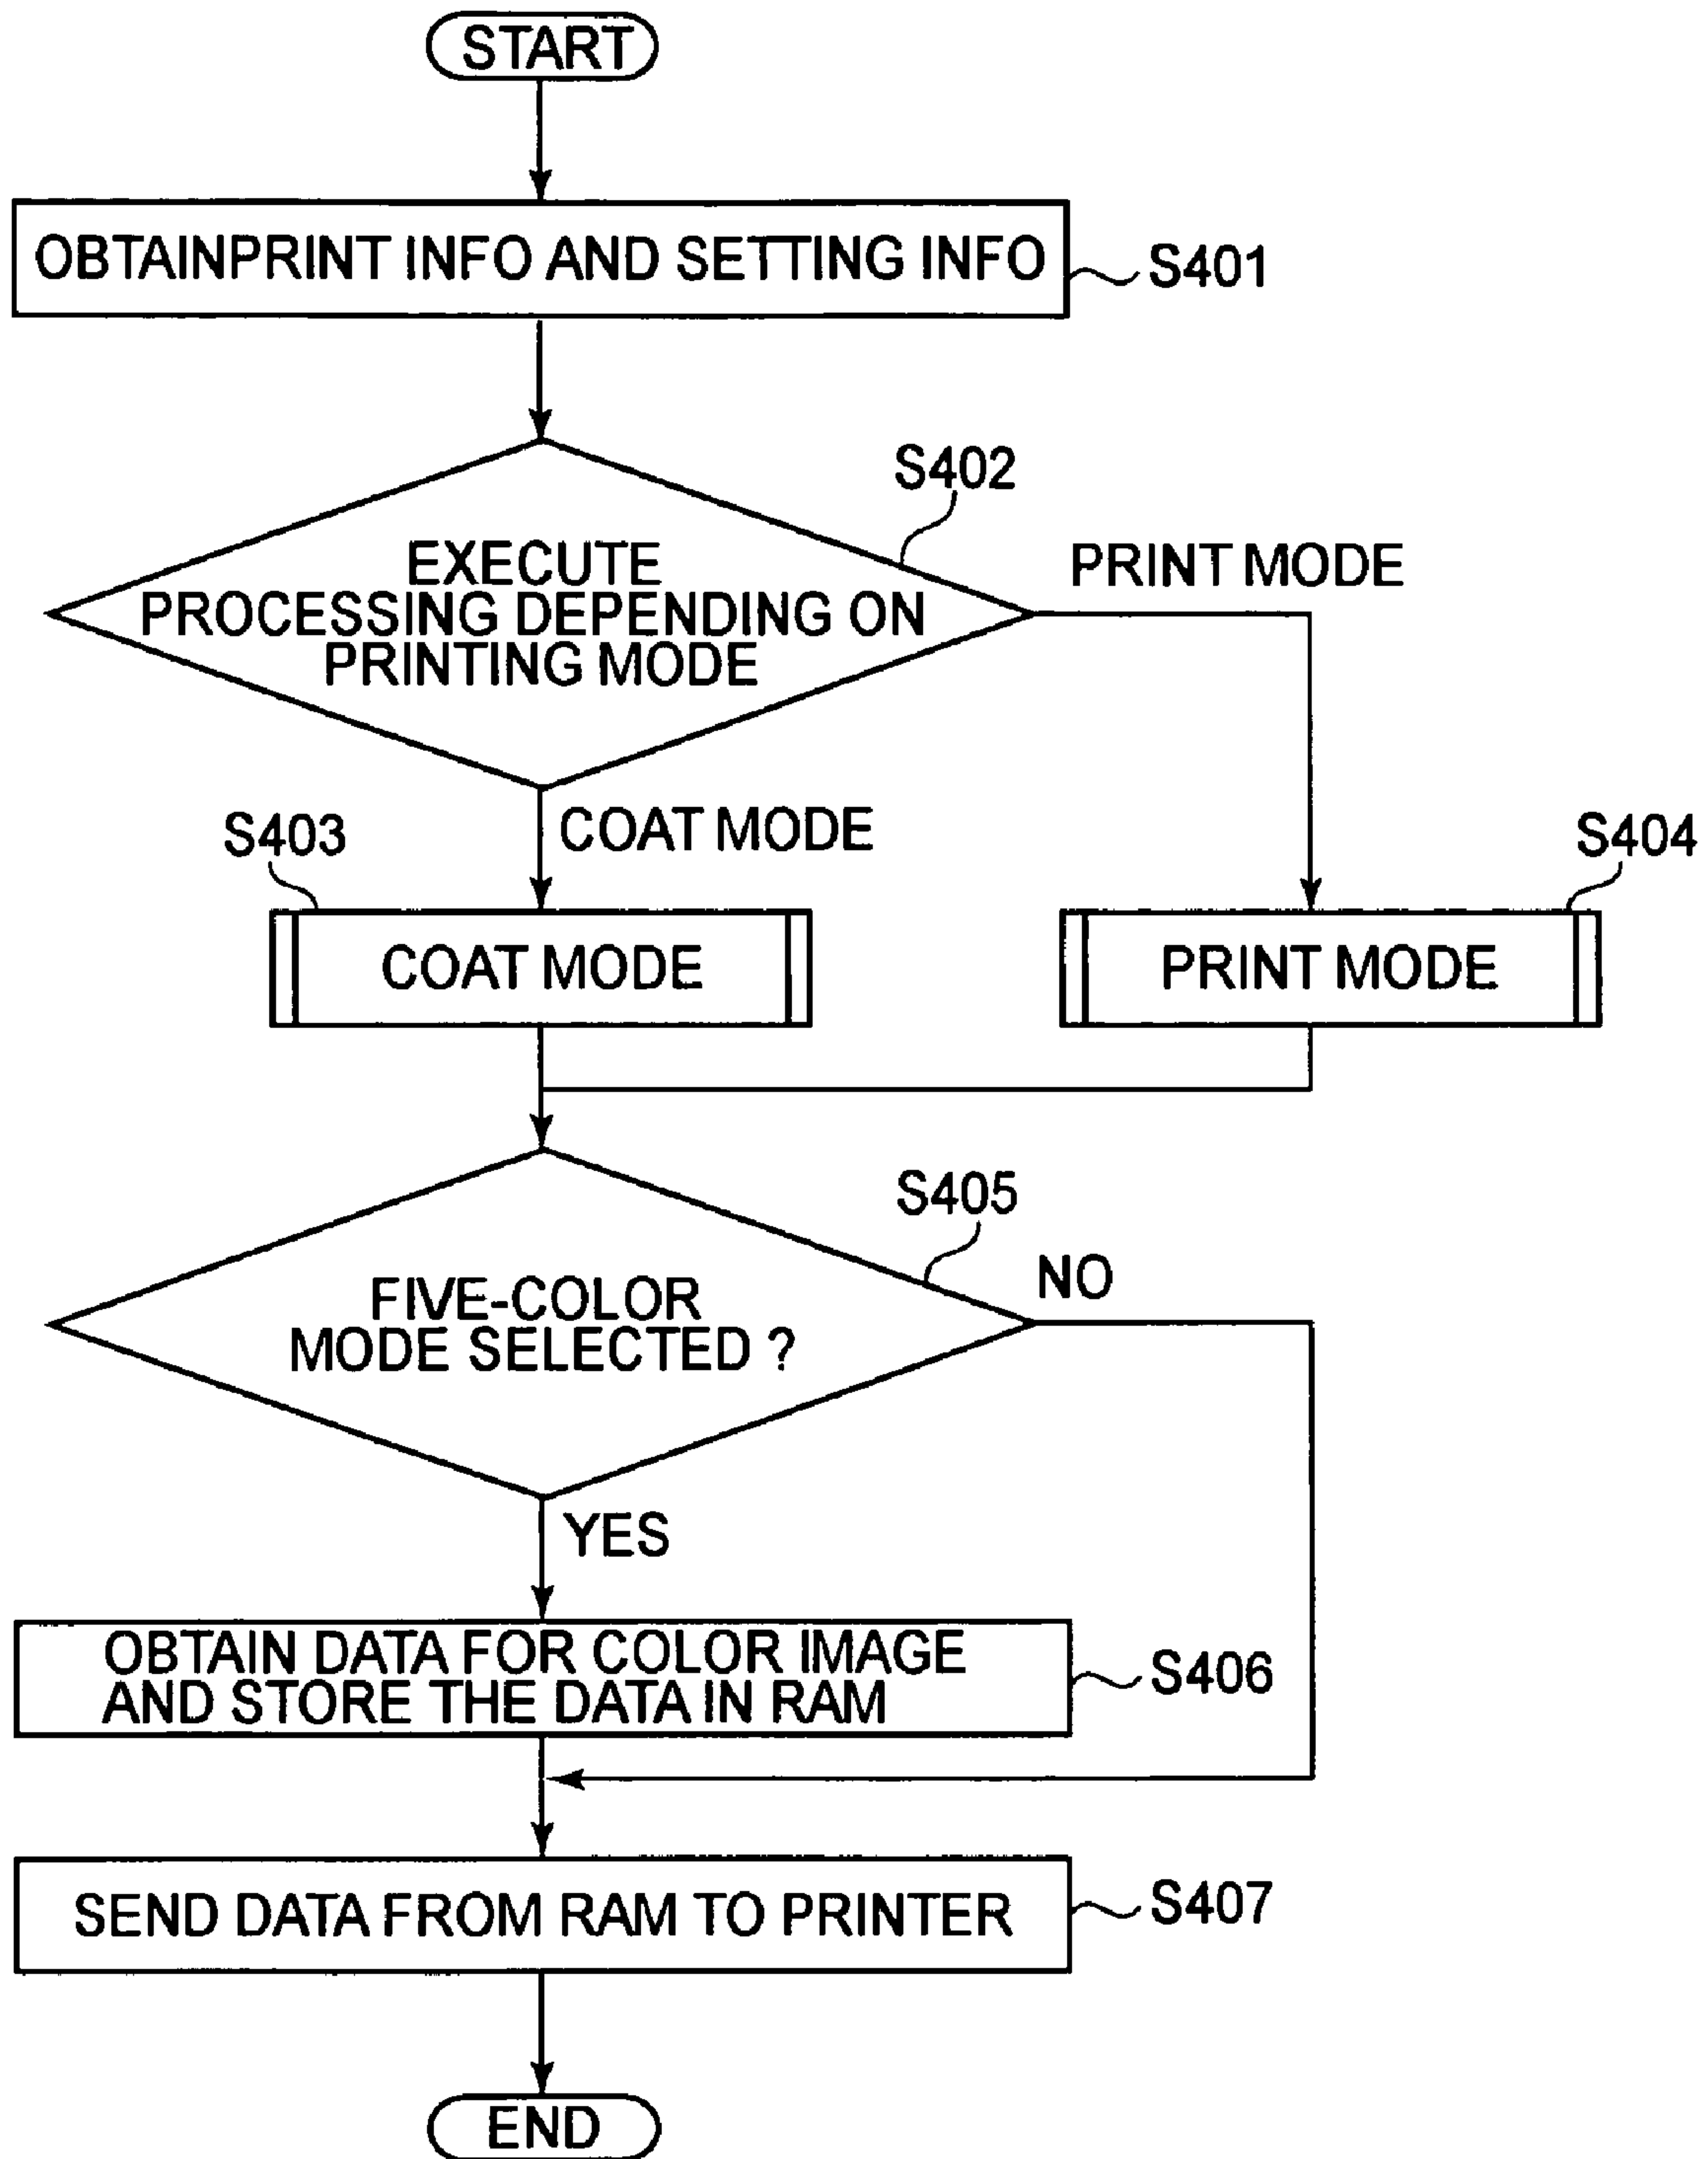 START
OBTAINPRINT INFO AND SETTING INFO
S401
S402
EXECUTE
PROCESSING DEPENDING ON
PRINTING MODE
PRINT MODE
COAT MODE
S403
S404
COAT MODE
PRINT MODE
S405
FIVE-COLOR
MODE SELECTED ?
NO
YES
OBTAIN DATA FOR COLOR IMAGE
AND STORE THE DATA IN RAM
S406
SEND DATA FROM RAM TO PRINTER
S407
END